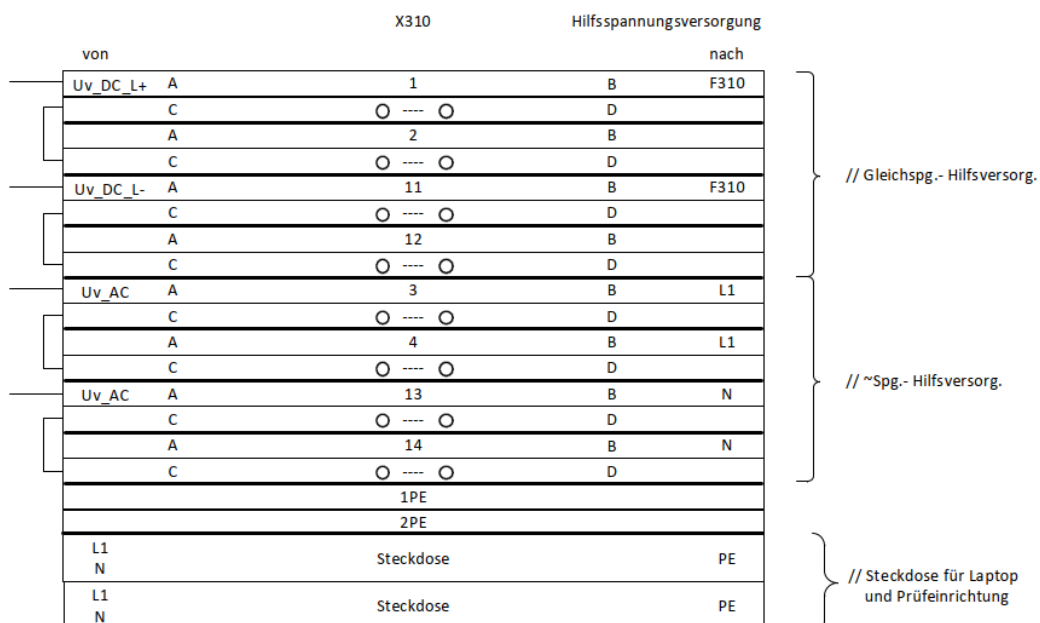 X310 Hilfsspannungsversorgung
von nach
Uv_DC_L+ A 1 B F310
C ---- D
A 2 B
C ---- D
// Gleichspg.- Hilfsversorg.
Uv_DC_L- A 11 B F310
C ---- D
A 12 B
C ---- D
Uv_AC A 3 B L1
C ---- D
A 4 B L1
C ---- D
// ~Spg.- Hilfsversorg.
Uv_AC A 13 B N
C ---- D
A 14 B N
C ---- D
1PE
2PE
L1
N Steckdose PE
// Steckdose für Laptop
und Prüfeinrichtung
L1
N Steckdose PE